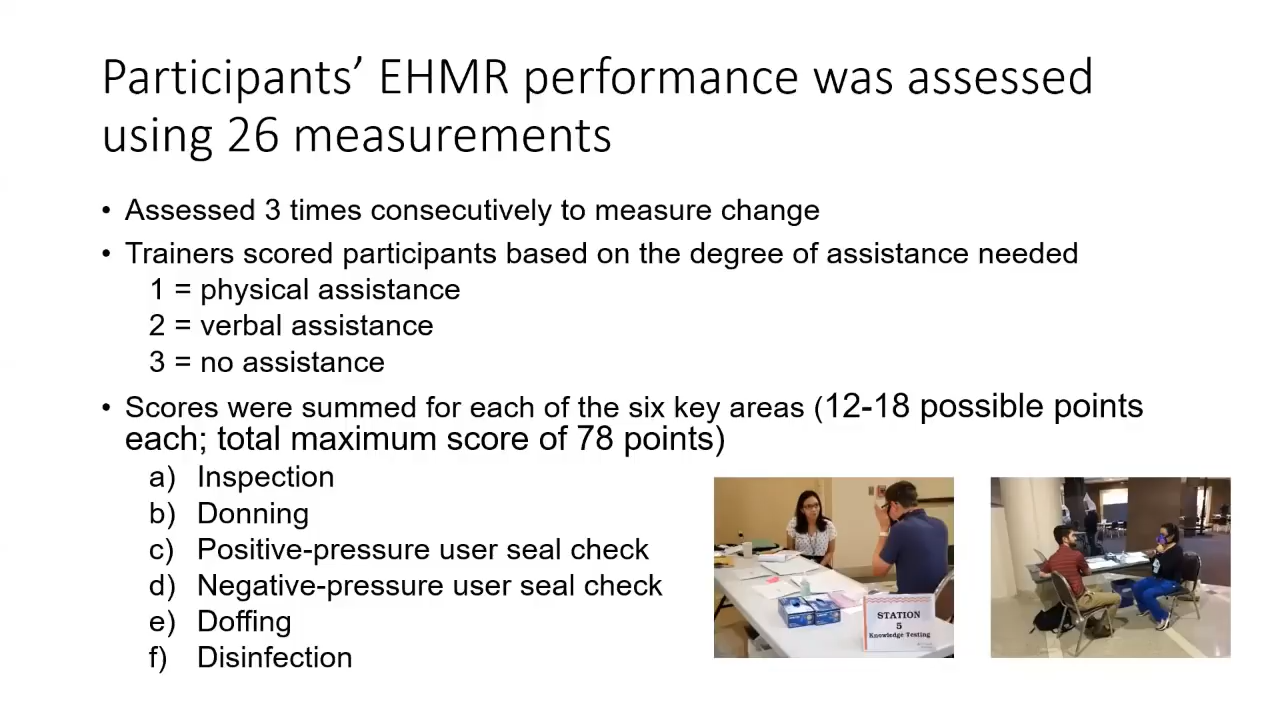 Participants’ EHMR performance was assessed
using 26 measurements
• Assessed 3 times consecutively to measure change
• Trainers scored participants based on the degree of assistance needed
1 = physical assistance
2 = verbal assistance
3 = no assistance
• Scores were summed for each of the six key areas (12-18 possible points
each; total maximum score of 78 points)
a) Inspection
b) Donning
c) Positive-pressure user seal check
d) Negative-pressure user seal check
e) Doffing
f) Disinfection
STATION
5
Knowledge Testing